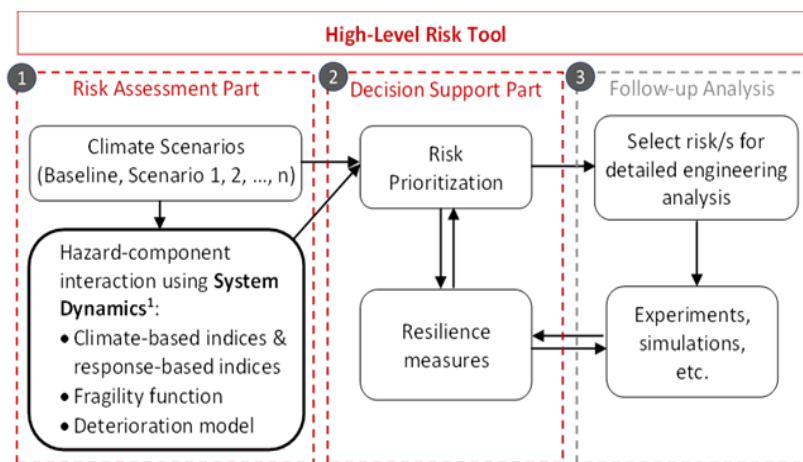 High-Level Risk Tool
1
Risk Assessment Part
Climate Scenarios
(Baseline, Scenario 1, 2, ..., n)
Hazard-component
interaction using System
Dynamics¹:
• Climate-based indices &
response-based indices
• Fragility function
• Deterioration model
2
Decision Support Part
Risk
Prioritization
Resilience
measures
3
Follow-up Analysis
Select risk/s for
detailed engineering
analysis
Experiments,
simulations,
etc.